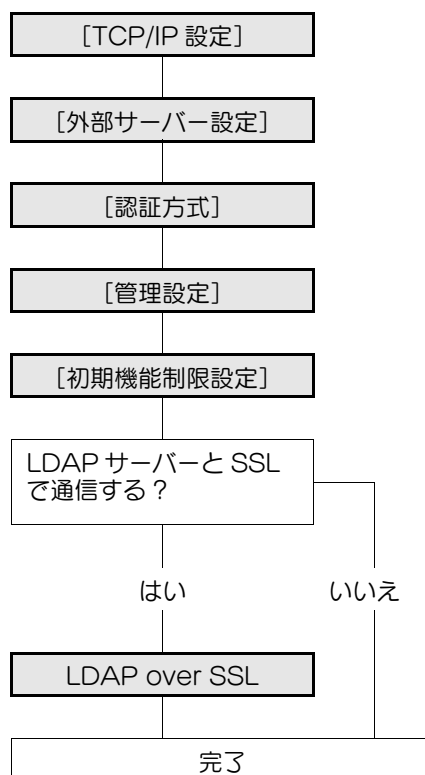 ［TCP/IP 設定］
［外部サーバー設定］
［認証方式］
［管理設定］
［初期機能制限設定］
LDAP サーバーと SSL
で通信する？
はい
いいえ
LDAP over SSL
完了